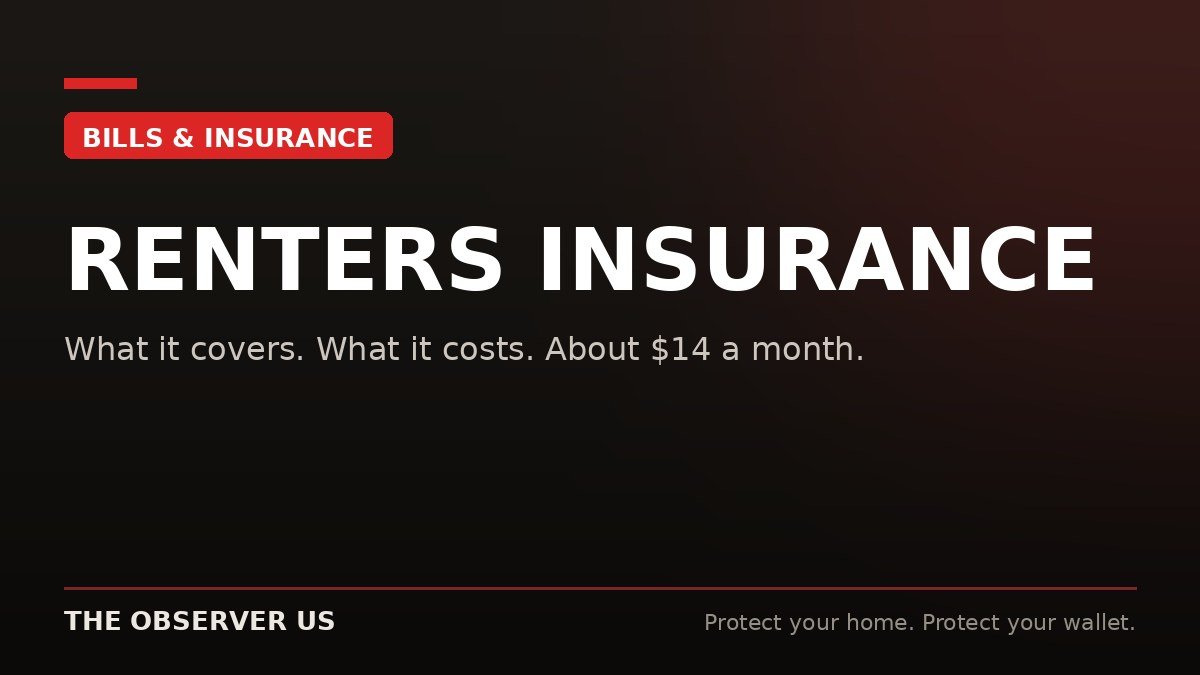 BILLS & INSURANCE
RENTERS INSURANCE
What it covers. What it costs. About $14 a month.
THE OBSERVER US
Protect your home. Protect your wallet.